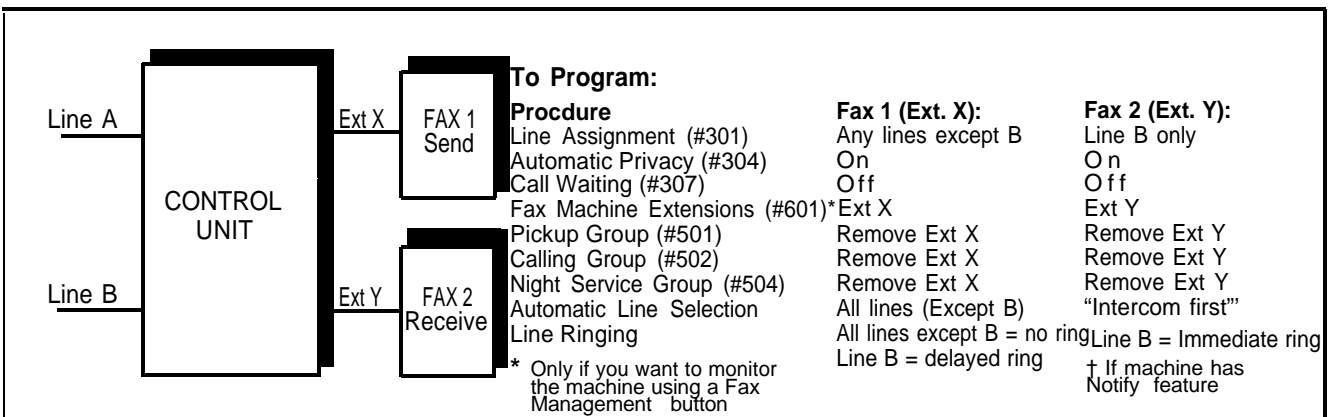 Line A
Line B
CONTROL
UNIT
Ext X
Ext Y
FAX 1
Send
FAX 2
Receive
To Program:
Procdure Fax 1 (Ext. X): Fax 2 (Ext. Y):
Line Assignment (#301) Any lines except B Line B only
Automatic Privacy (#304) On On
Call Waiting (#307) Off Off
Fax Machine Extensions (#601)* Ext X Ext Y
Pickup Group (#501) Remove Ext X Remove Ext Y
Calling Group (#502) Remove Ext X Remove Ext Y
Night Service Group (#504) Remove Ext X Remove Ext Y
Automatic Line Selection All lines (Except B) “Intercom first”’
Line Ringing All lines except B = no ring Line B = Immediate ring
Line B = delayed ring
* Only if you want to monitor
the machine using a Fax
Management button
† If machine has
Notify feature